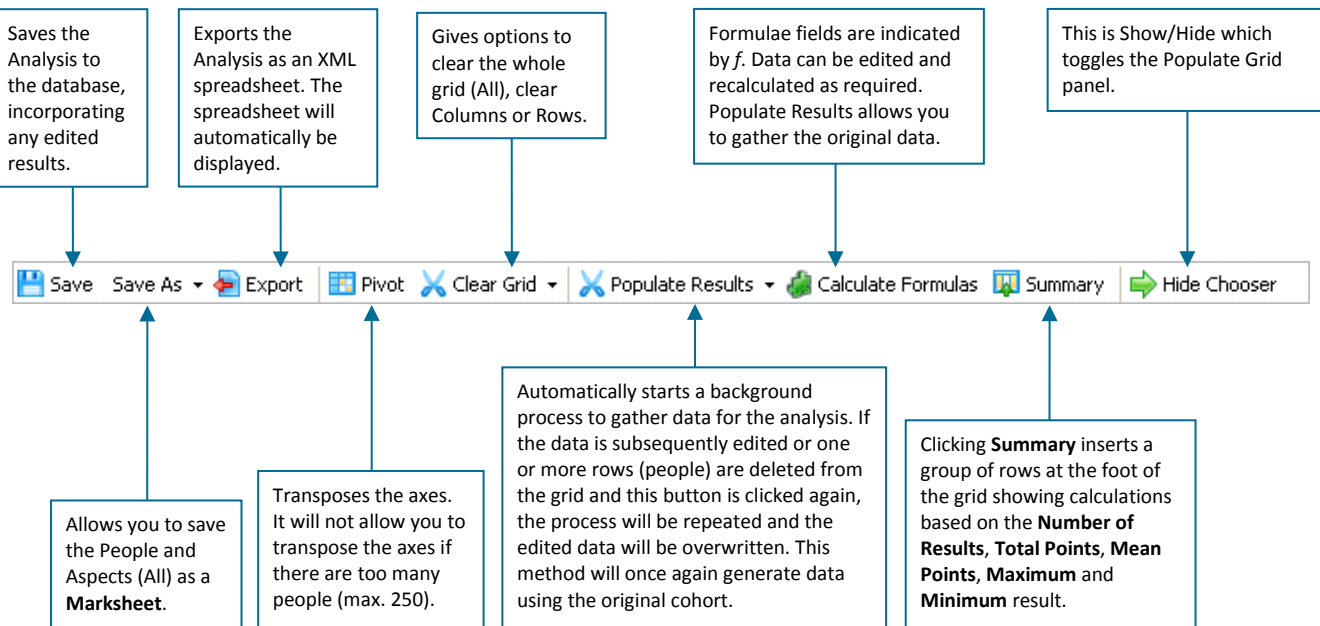 Saves the
Analysis to
the database,
incorporating
any edited
results.
Exports the
Analysis as an XML
spreadsheet. The
spreadsheet will
automatically be
displayed.
Gives options to
clear the whole
grid (All), clear
Columns or Rows.
Formulae fields are indicated
by f. Data can be edited and
recalculated as required.
Populate Results allows you
to gather the original data.
This is Show/Hide which
toggles the Populate Grid
panel.
Save Save As Export Pivot Clear Grid Populate Results Calculate Formulas Summary Hide Chooser
Allows you to save
the People and
Aspects (All) as a
Marksheet.
Transposes the axes.
It will not allow you to
transpose the axes if
there are too many
people (max. 250).
Automatically starts a background
process to gather data for the analysis. If
the data is subsequently edited or one
or more rows (people) are deleted from
the grid and this button is clicked again,
the process will be repeated and the
edited data will be overwritten. This
method will once again generate data
using the original cohort.
Clicking Summary inserts a
group of rows at the foot of
the grid showing calculations
based on the Number of
Results, Total Points, Mean
Points, Maximum and
Minimum result.